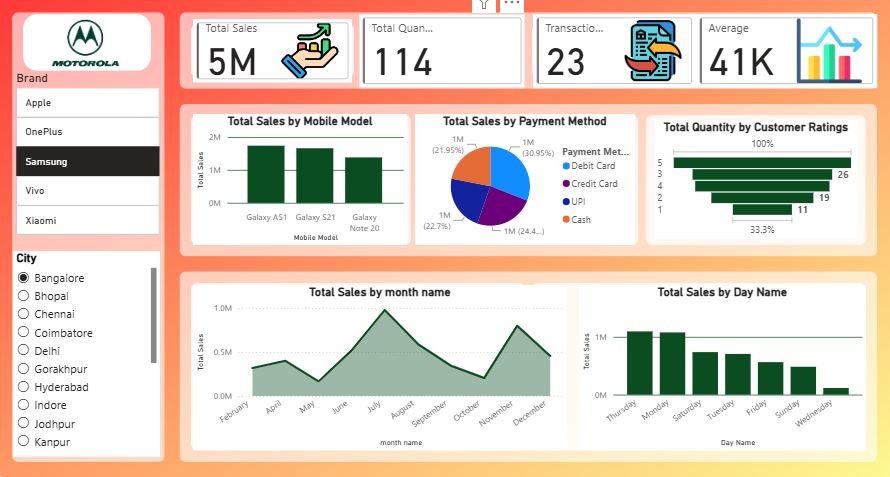 MOTOROLA
Brand
Apple
OnePlus
Samsung
Vivo
Xiaomi
City
Bangalore
Bhopal
Chennai
Coimbatore
Delhi
Gorakhpur
Hyderabad
Indore
Jodhpur
Kanpur
Total Sales
5M
Total Quan...
114
Transactio...
23
Average
41K
Total Sales by Mobile Model
2M
1M
0M
Total Sales
Galaxy A51
Galaxy S21
Galaxy Note 20
Mobile Model
Total Sales by Payment Method
1M (21.95%)
1M (30.95%)
1M (22.7%)
1M (24.4...)
Payment Met...
Debit Card
Credit Card
UPI
Cash
Total Quantity by Customer Ratings
100%
5
3 26
4
2 19
1 11
33.3%
Total Sales by month name
1.0M
0.5M
0.0M
Total Sales
February
April
May
June
July
August
September
October
November
December
month name
Total Sales by Day Name
1M
0M
Total Sales
Thursday
Monday
Saturday
Tuesday
Friday
Sunday
Wednesday
Day Name